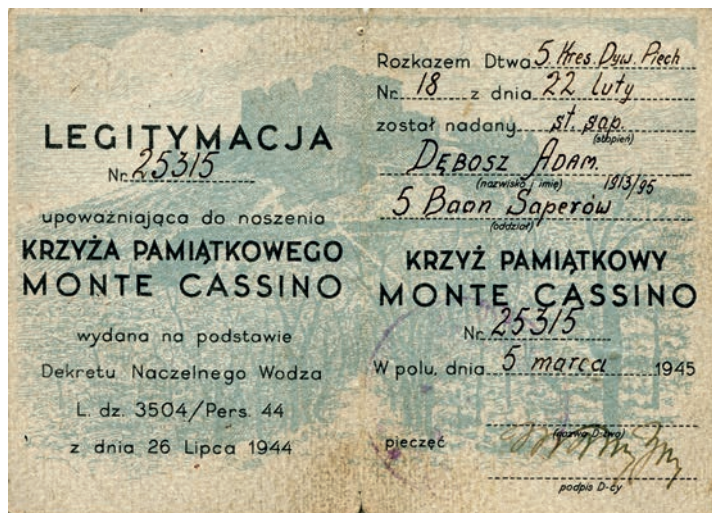 LEGITYMACJA
Nr. 25315
upoważniająca do noszenia
KRZYŻA PAMIĄTKOWEGO
MONTE CASSINO
wydana na podstawie
Dekretu Naczelnego Wodza
L. dz. 3504/Pers. 44
z dnia 26 Lipca 1944
Rozkazem Dtwa 5. Kres. Dyw. Piech
Nr. 18 z dnia 22 luty
został nadany st. sap.
(stopień)
DĘBOSZ ADAM.
(nazwisko i imię) 1913/95
5 Baon Saperów
(oddział)
KRZYŻ PAMIĄTKOWY
MONTE CASSINO
Nr. 25315
W polu, dnia 5 marca 1945
(nazwa D-twa)
pieczęć
podpis D-cy